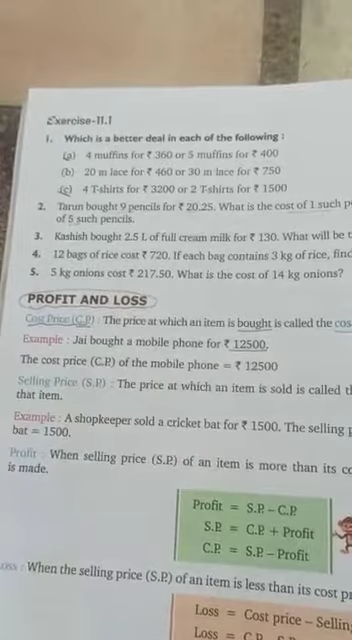 Exercise-11.1
1. Which is a better deal in each of the following :
(a) 4 muffins for ₹ 360 or 5 muffins for ₹ 400
(b) 20 m lace for ₹ 460 or 30 m lace for ₹ 750
(c) 4 T-shirts for ₹ 3200 or 2 T-shirts for ₹ 1500
2. Tarun bought 9 pencils for ₹ 20.25. What is the cost of 1 such
of 5 such pencils.
3. Kashish bought 2.5 L of full cream milk for ₹ 130. What will be
4. 12 bags of rice cost ₹ 720. If each bag contains 3 kg of rice,
5. 5 kg onions cost ₹ 217.50. What is the cost of 14 kg onions?
PROFIT AND LOSS
Cost Price (C.P.) : The price at which an item is bought is called the
Example : Jai bought a mobile phone for ₹ 12500.
The cost price (C.P.) of the mobile phone = ₹ 12500
Selling Price (S.P.) : The price at which an item is sold is called
that item.
Example : A shopkeeper sold a cricket bat for ₹ 1500. The selling
bat = 1500.
Profit : When selling price (S.P.) of an item is more than its
is made.
Profit = S.P. – C.P.
S.P. = C.P. + Profit
C.P. = S.P. – Profit
: When the selling price (S.P.) of an item is less than its cost
Loss = Cost price –
Loss =